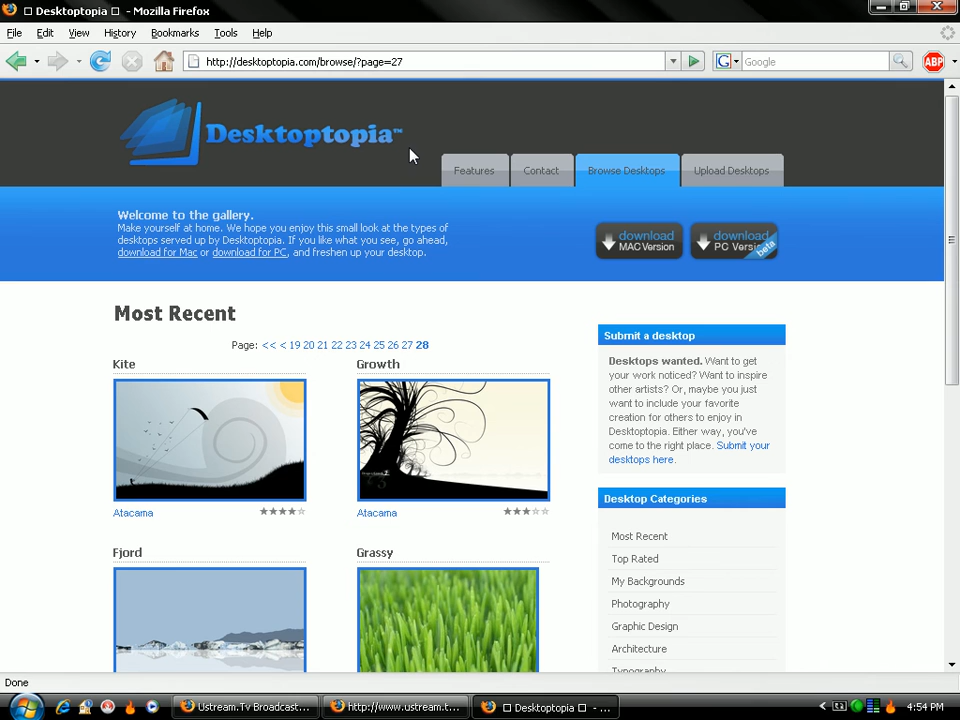 □ Desktoptopia □ - Mozilla Firefox
File Edit View History Bookmarks Tools Help
http://desktoptopia.com/browse/?page=27
G Google
ABP
Desktoptopia™
Features Contact Browse Desktops Upload Desktops
Welcome to the gallery.
Make yourself at home. We hope you enjoy this small look at the types of
desktops served up by Desktoptopia. If you like what you see, go ahead,
download for Mac or download for PC, and freshen up your desktop.
download
MAC Version
download
PC Version
beta
Most Recent
Page: << < 19 20 21 22 23 24 25 26 27 28
Kite
Growth
Atacama
Atacama
Fjord
Grassy
Submit a desktop
Desktops wanted. Want to get
your work noticed? Want to inspire
other artists? Or, maybe you just
want to include your favorite
creation for others to enjoy in
Desktoptopia. Either way, you've
come to the right place. Submit your
desktops here.
Desktop Categories
Most Recent
Top Rated
My Backgrounds
Photography
Graphic Design
Architecture
Typography
Done
Ustream.Tv Broadcast...
http://www.ustream.t...
□ Desktoptopia □ - ...
4:54 PM